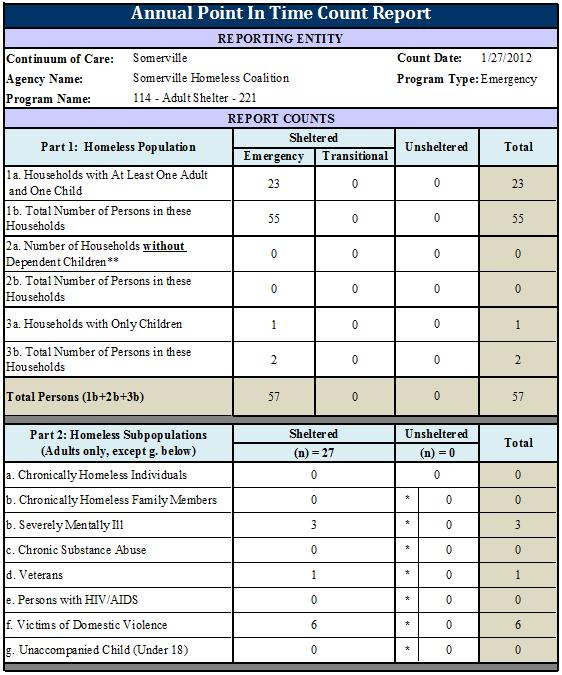 Annual Point In Time Count Report
REPORTING ENTITY
Continuum of Care: Somerville Count Date: 1/27/2012
Agency Name: Somerville Homeless Coalition Program Type: Emergency
Program Name: 114 - Adult Shelter - 221
REPORT COUNTS
Part 1: Homeless Population Sheltered Unsheltered Total
Emergency Transitional
1a. Households with At Least One Adult
and One Child 23 0 0 23
1b. Total Number of Persons in these
Households 55 0 0 55
2a. Number of Households without
Dependent Children** 0 0 0 0
2b. Total Number of Persons in these
Households 0 0 0 0
3a. Households with Only Children 1 0 0 1
3b. Total Number of Persons in these
Households 2 0 0 2
Total Persons (1b+2b+3b) 57 0 0 57
Part 2: Homeless Subpopulations Sheltered Unsheltered Total
(Adults only, except g. below) (n) = 27 (n) = 0
a. Chronically Homeless Individuals 0 0 0
b. Chronically Homeless Family Members 0 * 0 0
b. Severely Mentally Ill 3 * 0 3
c. Chronic Substance Abuse 0 * 0 0
d. Veterans 1 * 0 1
e. Persons with HIV/AIDS 0 * 0 0
f. Victims of Domestic Violence 6 * 0 6
g. Unaccompanied Child (Under 18) 0 * 0 0